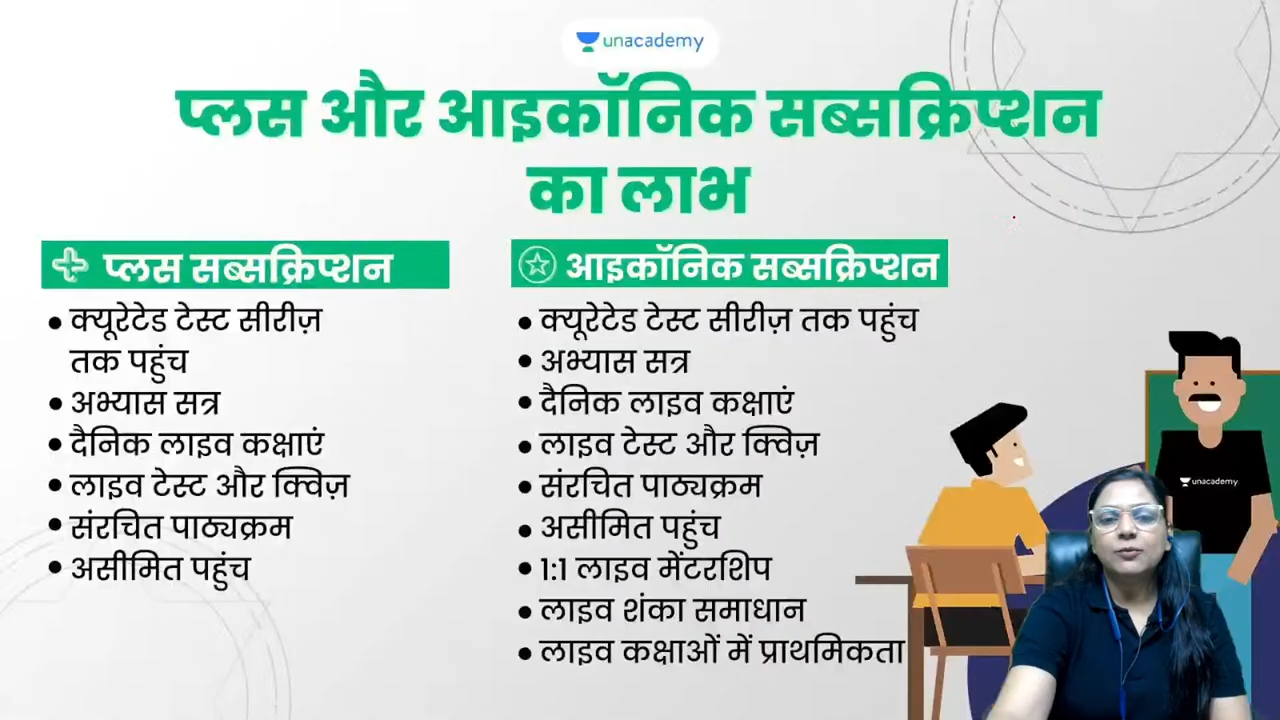 unacademy
प्लस और आइकॉनिक सब्सक्रिप्शन
का लाभ
प्लस सब्सक्रिप्शन
क्यूरेटेड टेस्ट सीरीज़
तक पहुंच
अभ्यास सत्र
दैनिक लाइव कक्षाएं
लाइव टेस्ट और क्विज़
संरचित पाठ्यक्रम
असीमित पहुंच
आइकॉनिक सब्सक्रिप्शन
क्यूरेटेड टेस्ट सीरीज़ तक पहुंच
अभ्यास सत्र
दैनिक लाइव कक्षाएं
लाइव टेस्ट और क्विज़
संरचित पाठ्यक्रम
असीमित पहुंच
1:1 लाइव मेंटरशिप
लाइव शंका समाधान
लाइव कक्षाओं में प्राथमिकता
unacademy